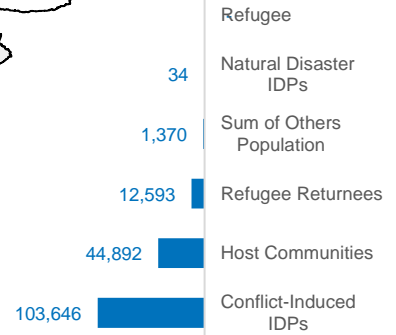 Refugee
34 Natural Disaster
IDPs
1,370 Sum of Others
Population
12,593 Refugee Returnees
44,892 Host Communities
103,646 Conflict-Induced
IDPs